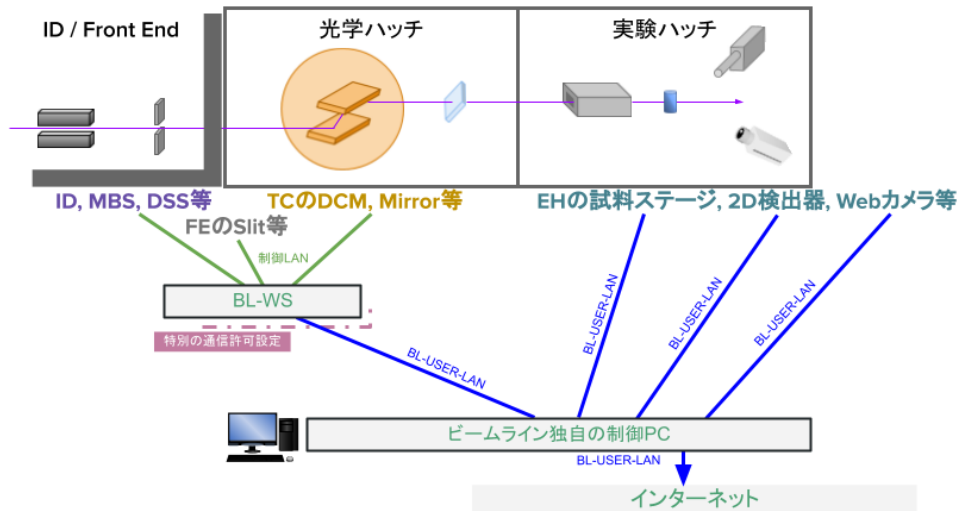 ID / Front End
光学ハッチ
実験ハッチ
ID, MBS, DSS等
TCのDCM, Mirror等
EHの試料ステージ, 2D検出器, Webカメラ等
FEのSlit等
制御LAN
BL-WS
特別の通信許可設定
BL-USER-LAN
BL-USER-LAN
BL-USER-LAN
BL-USER-LAN
ビームライン独自の制御PC
BL-USER-LAN
インターネット